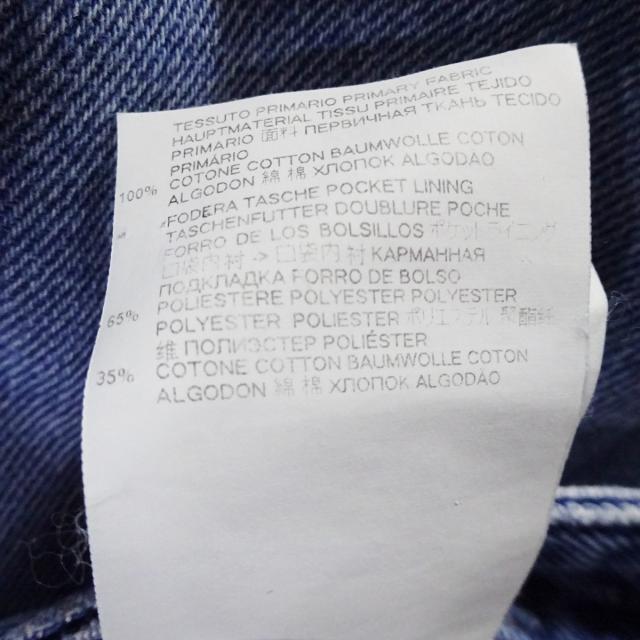 TESSUTO PRIMARIO PRIMARY FABRIC
HAUPTMATERIAL TISSU PRIMAIRE TEJIDO
PRIMARIO 面料 ПЕРВИЧНАЯ ТКАНЬ TECIDO
PRIMÁRIO
100% COTONE COTTON BAUMWOLLE COTON
ALGODON 綿 棉 ХЛОПОК ALGODAO
FODERA TASCHE POCKET LINING
TASCHENFUTTER DOUBLURE POCHE
FORRO DE LOS BOLSILLOS ポケットライニング
口袋内村 -> 口袋内村 КАРМАННАЯ
ПОДКЛАДКА FORRO DE BOLSO
65% POLIESTERE POLYESTER POLYESTER
POLYESTER POLIESTER ポリエステル 聚酯纤
维 ПОЛИЭСТЕР POLIÉSTER
35% COTONE COTTON BAUMWOLLE COTON
ALGODON 綿 棉 ХЛОПОК ALGODÃO